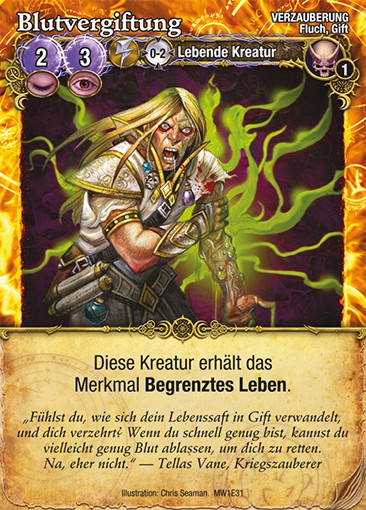 Blutvergiftung
VERZAUBERUNG
Fluch, Gift
2
3
0-2
Lebende Kreatur
1
Diese Kreatur erhält das
Merkmal Begrenztes Leben.
„Fühlst du, wie sich dein Lebenssaft in Gift verwandelt,
und dich verzehrt? Wenn du schnell genug bist, kannst du
vielleicht genug Blut ablassen, um dich zu retten.
Na, eher nicht.“ — Tellas Vane, Kriegszauberer
Illustration: Chris Seaman. MW1E31